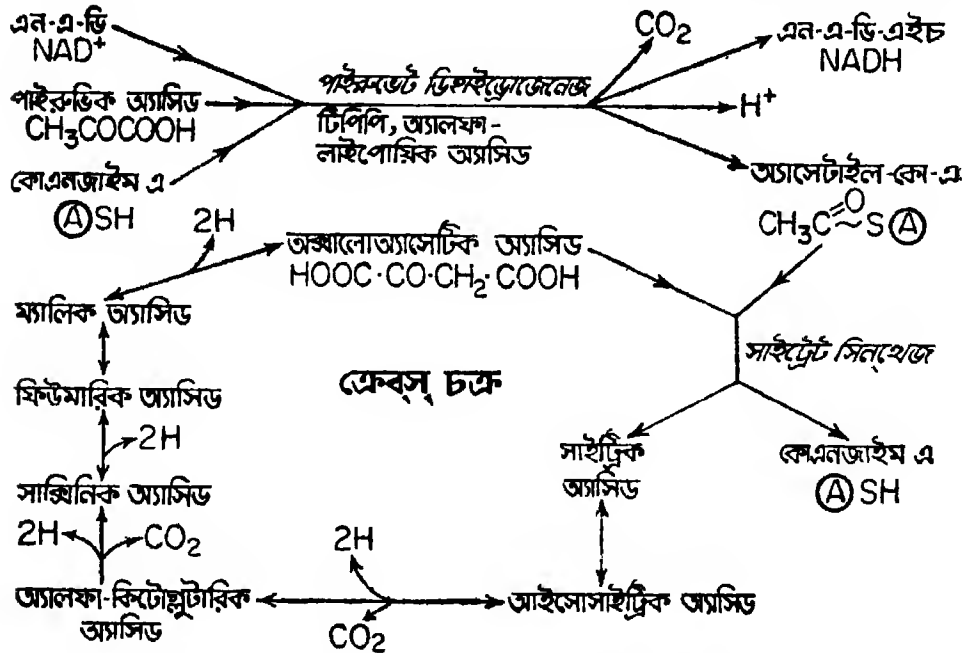 এন-এ-ডি
NAD⁺
CO₂
এন-এ-ডি-এইচ
NADH
পাইরুভেট ডিহাইড্রোজেনেজ
পাইরুভিক অ্যাসিড
CH₃COCOOH
H⁺
টিপিপি, অ্যালফা-
লাইপোয়িক অ্যাসিড
কোএনজাইম এ
ⒶSH
অ্যাসেটাইল-কো-এ
CH₃C=O~SⒶ
2H
অক্সালোঅ্যাসেটিক অ্যাসিড
HOOC·CO·CH₂·COOH
ম্যালিক অ্যাসিড
সাইট্রেট সিন্‌থেজ
ফিউমারিক অ্যাসিড
ক্রেব্‌স্ চক্র
2H
সাইট্রিক
অ্যাসিড
কোএনজাইম এ
ⒶSH
সাক্সিনিক অ্যাসিড
2H
CO₂
2H
অ্যালফা-কিটোগ্লুটারিক
অ্যাসিড
CO₂
আইসোসাইট্রিক অ্যাসিড